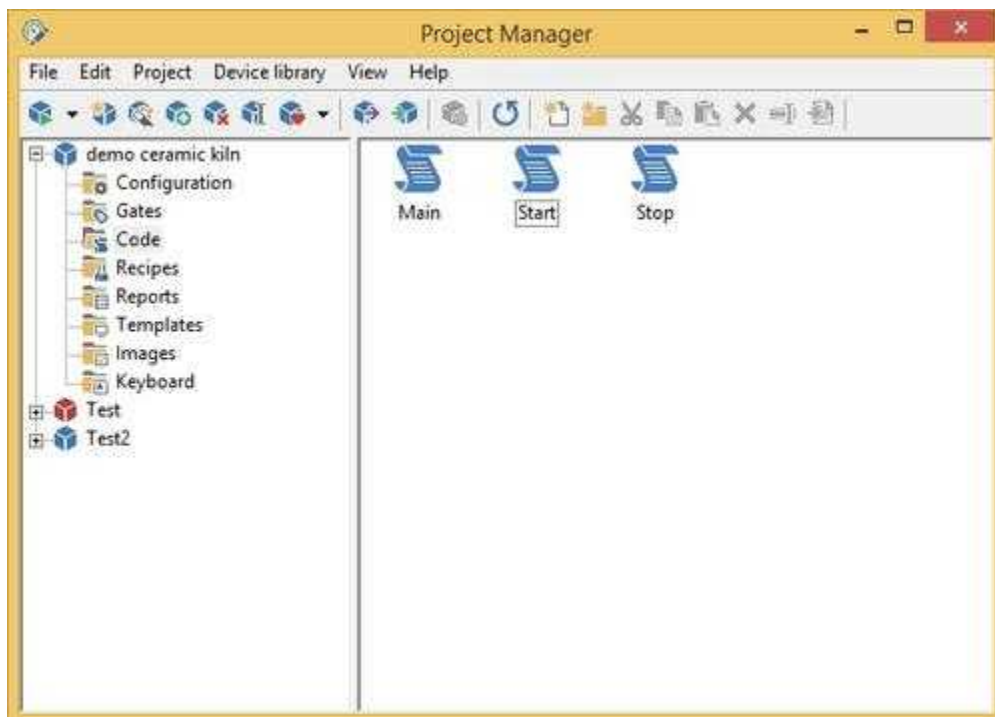 Project Manager
File Edit Project Device library View Help
demo ceramic kiln
Configuration
Gates
Code
Recipes
Reports
Templates
Images
Keyboard
Test
Test2
Main Start Stop